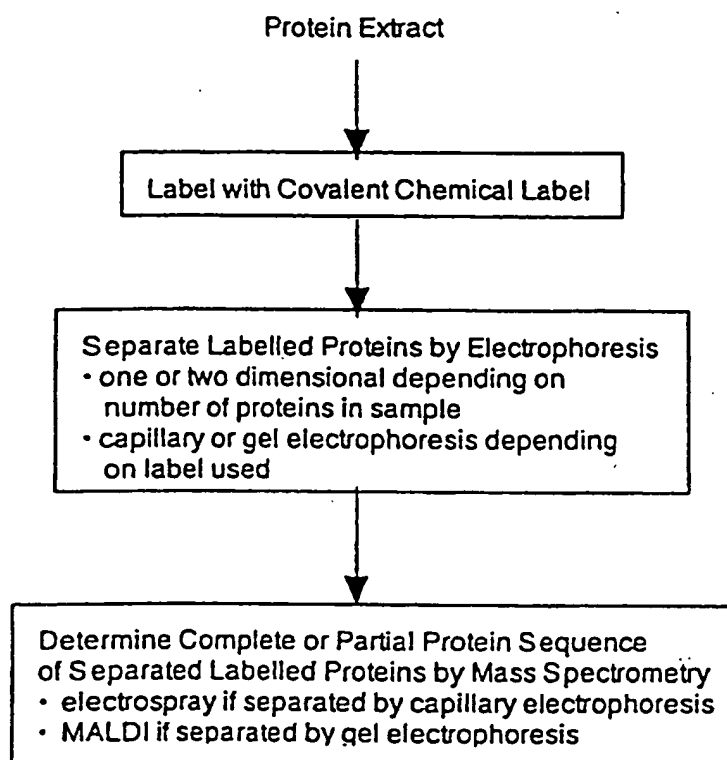 Protein Extract
Label with Covalent Chemical Label
Separate Labelled Proteins by Electrophoresis
• one or two dimensional depending on
number of proteins in sample
• capillary or gel electrophoresis depending
on label used
Determine Complete or Partial Protein Sequence
of Separated Labelled Proteins by Mass Spectrometry
• electrospray if separated by capillary electrophoresis
• MALDI if separated by gel electrophoresis